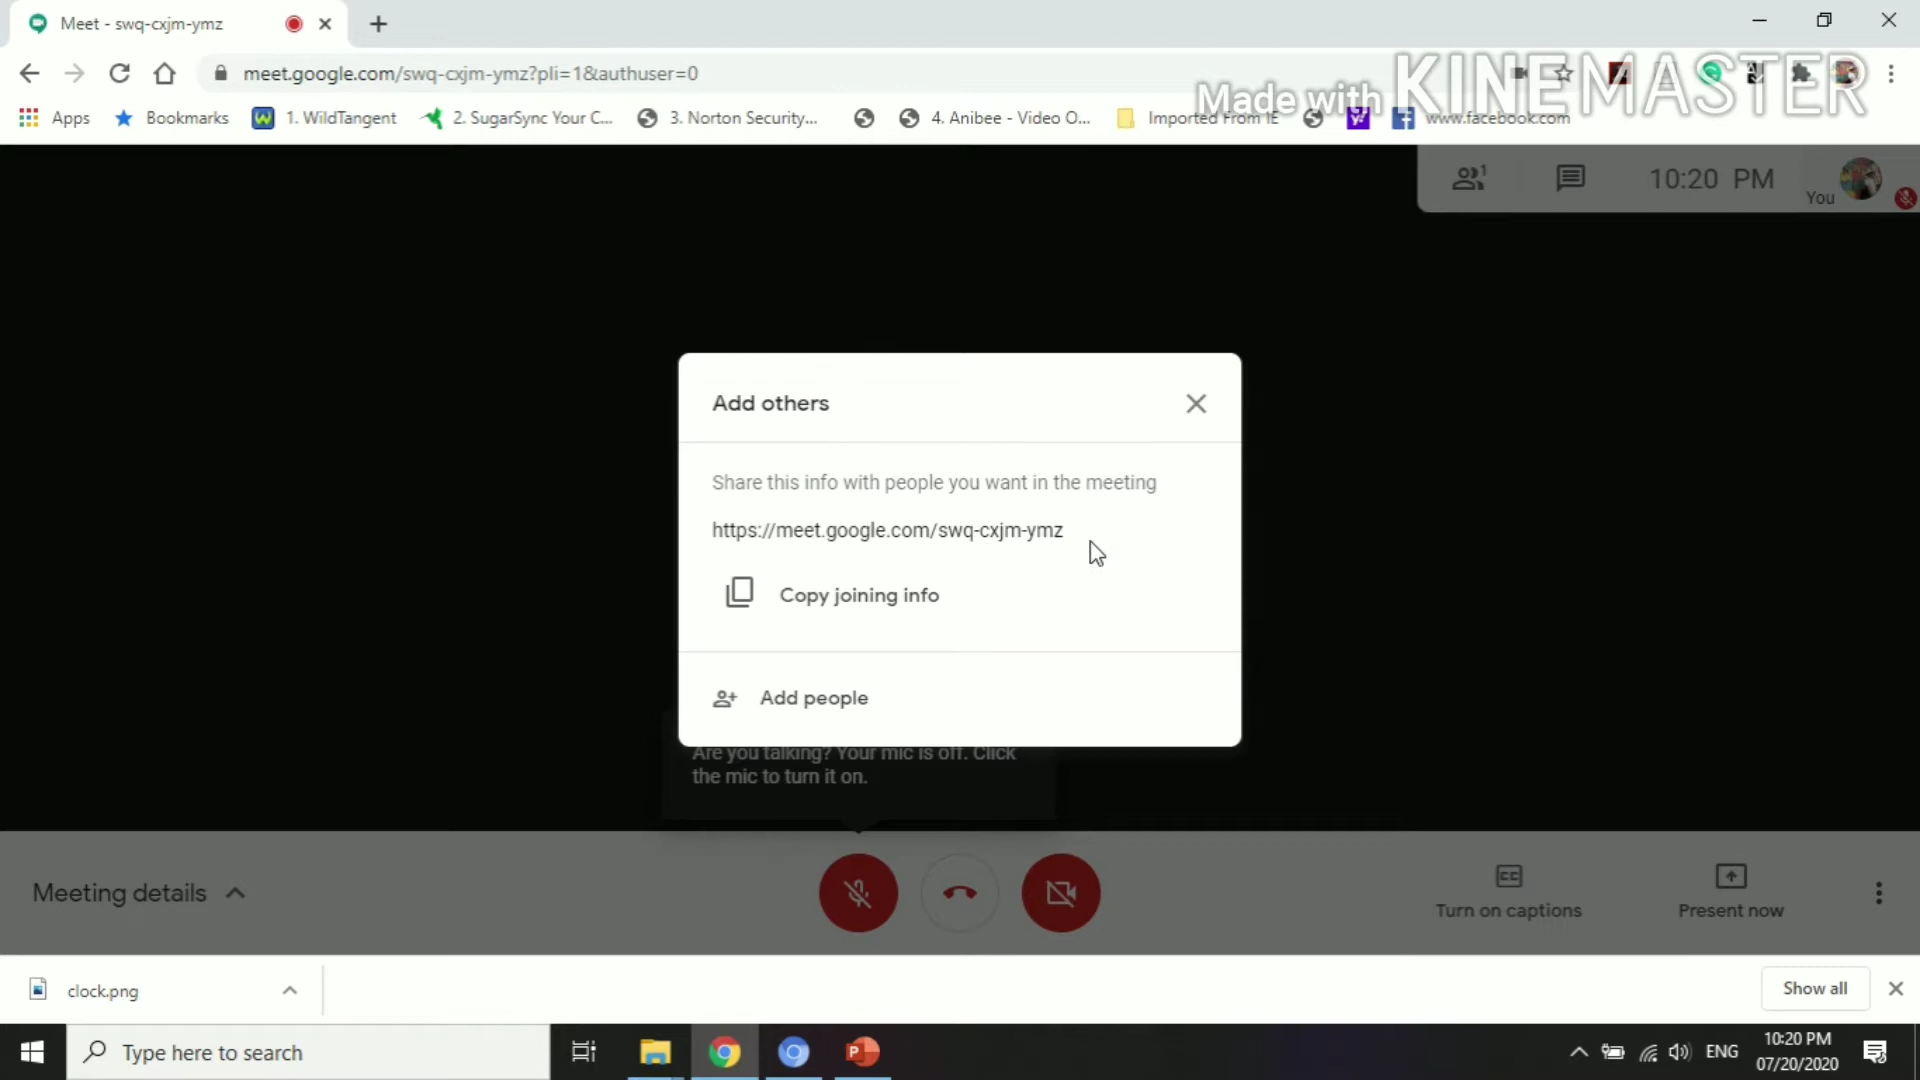 Meet - swq-cxjm-ymz
meet.google.com/swq-cxjm-ymz?pli=1&authuser=0
Made with KINEMASTER
Apps Bookmarks 1. WildTangent 2. SugarSync Your C... 3. Norton Security... 4. Anibee - Video O... Imported From IE www.facebook.com
1 10:20 PM You
Add others
Share this info with people you want in the meeting
https://meet.google.com/swq-cxjm-ymz
Copy joining info
Add people
Are you talking? Your mic is off. Click
the mic to turn it on.
Meeting details
CC
Turn on captions
Present now
clock.png
Show all
Type here to search
ENG
10:20 PM
07/20/2020